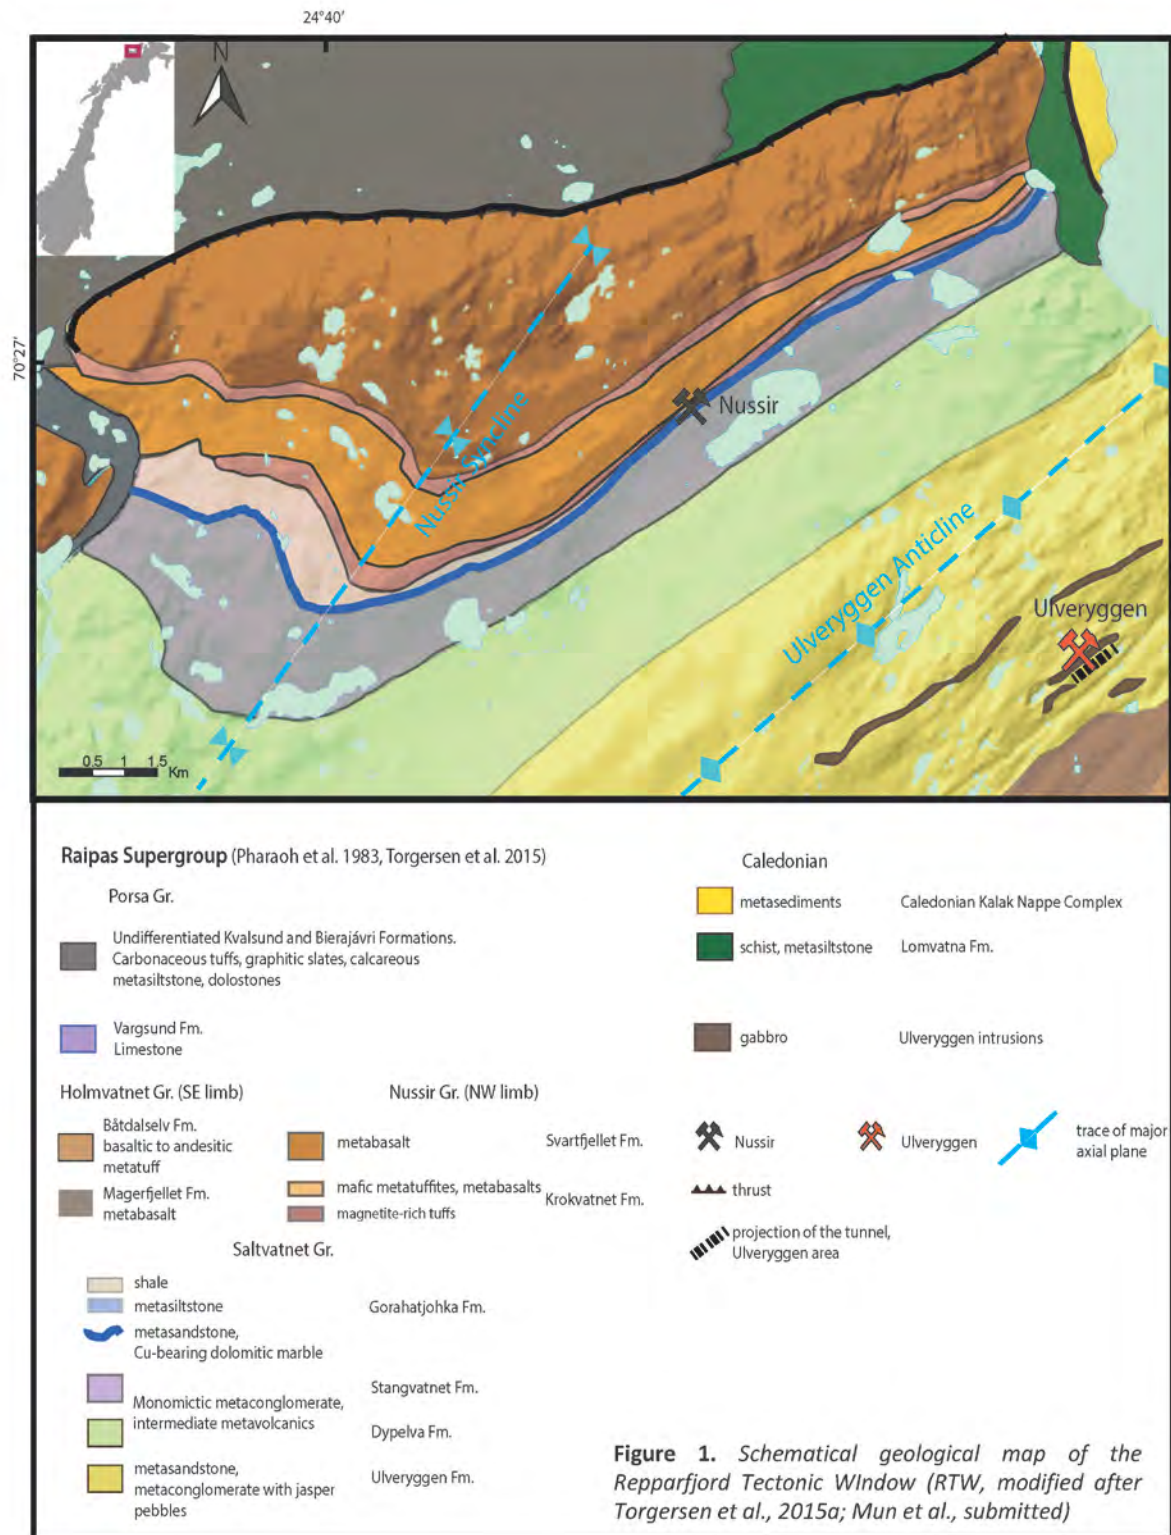 24°40′
N
70°27′
Nussir
Nussir Syncline
Ulveryggen Anticline
Ulveryggen
0,5 1 1,5
Km
Raipas Supergroup (Pharaoh et al. 1983, Torgersen et al. 2015)
Porsa Gr.
Undifferentiated Kvalsund and Bierajávri Formations.
Carbonaceous tuffs, graphitic slates, calcareous
metasiltstone, dolostones
Vargsund Fm.
Limestone
Holmvatnet Gr. (SE limb)
Båtdalselv Fm.
basaltic to andesitic
metatuff
Magerfjellet Fm.
metabasalt
Nussir Gr. (NW limb)
metabasalt
Svartfjellet Fm.
mafic metatuffites, metabasalts
magnetite-rich tuffs
Krokvatnet Fm.
Saltvatnet Gr.
shale
metasiltstone
Gorahatjohka Fm.
metasandstone,
Cu-bearing dolomitic marble
Stangvatnet Fm.
Monomictic metaconglomerate,
intermediate metavolcanics
Dypelva Fm.
metasandstone,
metaconglomerate with jasper
pebbles
Ulveryggen Fm.
Caledonian
metasediments
Caledonian Kalak Nappe Complex
schist, metasiltstone
Lomvatna Fm.
gabbro
Ulveryggen intrusions
Nussir
Ulveryggen
trace of major
axial plane
thrust
projection of the tunnel,
Ulveryggen area
Figure 1. Schematical geological map of the
Repparfjord Tectonic WIndow (RTW, modified after
Torgersen et al., 2015a; Mun et al., submitted)